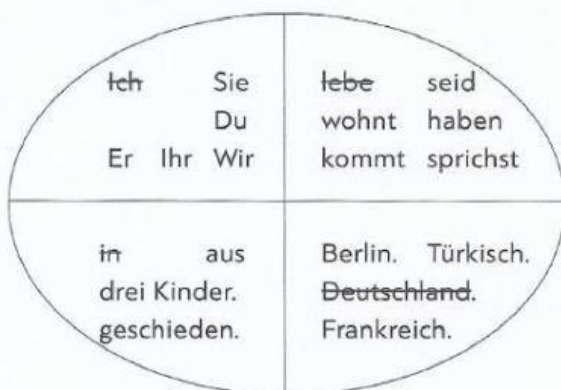 Ich Sie
Du
Er Ihr Wir
lebe seid
wohnt haben
kommt sprichst
in aus
drei Kinder.
geschieden.
Berlin. Türkisch.
Deutschland.
Frankreich.